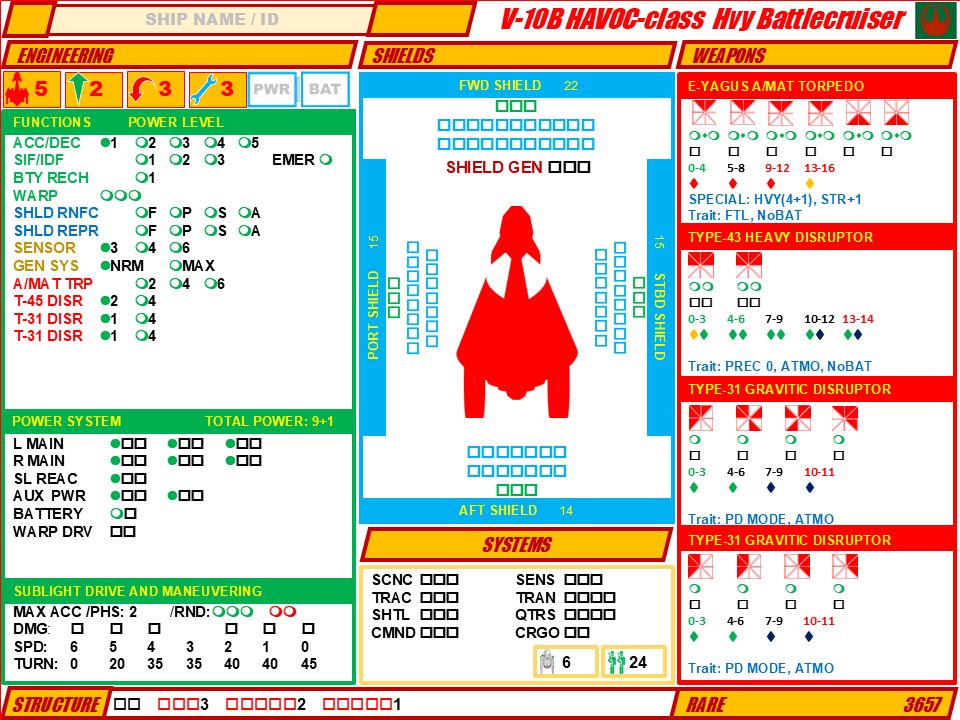 SHIP NAME / ID
V-10B HAVOC-class Hvy Battlecruiser
ENGINEERING
5 2 3 3 PWR BAT
FUNCTIONS POWER LEVEL
ACC/DEC 1 2 3 4 5
SIF/IDF 1 2 3 EMER
BTY RECH 1
WARP
SHLD RNFC F P S A
SHLD REPR F P S A
SENSOR 3 4 6
GEN SYS NRM MAX
A/MAT TRP 2 4 6
T-45 DISR 2 4
T-31 DISR 1 4
T-31 DISR 1 4
POWER SYSTEM TOTAL POWER: 9+1
L MAIN
R MAIN
SL REAC
AUX PWR
BATTERY
WARP DRV
SUBLIGHT DRIVE AND MANEUVERING
MAX ACC /PHS: 2 /RND:
DMG:
SPD: 6 5 4 3 2 1 0
TURN: 0 20 35 35 40 40 45
SHIELDS
FWD SHIELD 22
SHIELD GEN
PORT SHIELD 15
15 STBD SHIELD
AFT SHIELD 14
SYSTEMS
SCNC SENS
TRAC TRAN
SHTL QTRS
CMND CRGO
6 24
WEAPONS
E-YAGUS A/MAT TORPEDO
0-4 5-8 9-12 13-16
SPECIAL: HVY(4+1), STR+1
Trait: FTL, NoBAT
TYPE-43 HEAVY DISRUPTOR
0-3 4-6 7-9 10-12 13-14
Trait: PREC 0, ATMO, NoBAT
TYPE-31 GRAVITIC DISRUPTOR
0-3 4-6 7-9 10-11
Trait: PD MODE, ATMO
TYPE-31 GRAVITIC DISRUPTOR
0-3 4-6 7-9 10-11
Trait: PD MODE, ATMO
STRUCTURE 3 2 1
RARE 3657